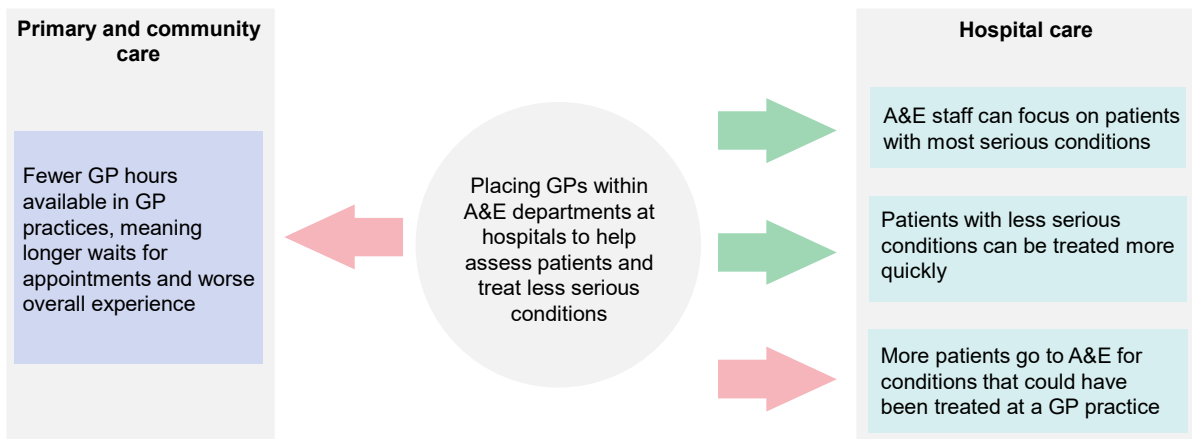 Primary and community
care
Fewer GP hours
available in GP
practices, meaning
longer waits for
appointments and worse
overall experience
Placing GPs within
A&E departments at
hospitals to help
assess patients and
treat less serious
conditions
Hospital care
A&E staff can focus on patients
with most serious conditions
Patients with less serious
conditions can be treated more
quickly
More patients go to A&E for
conditions that could have
been treated at a GP practice